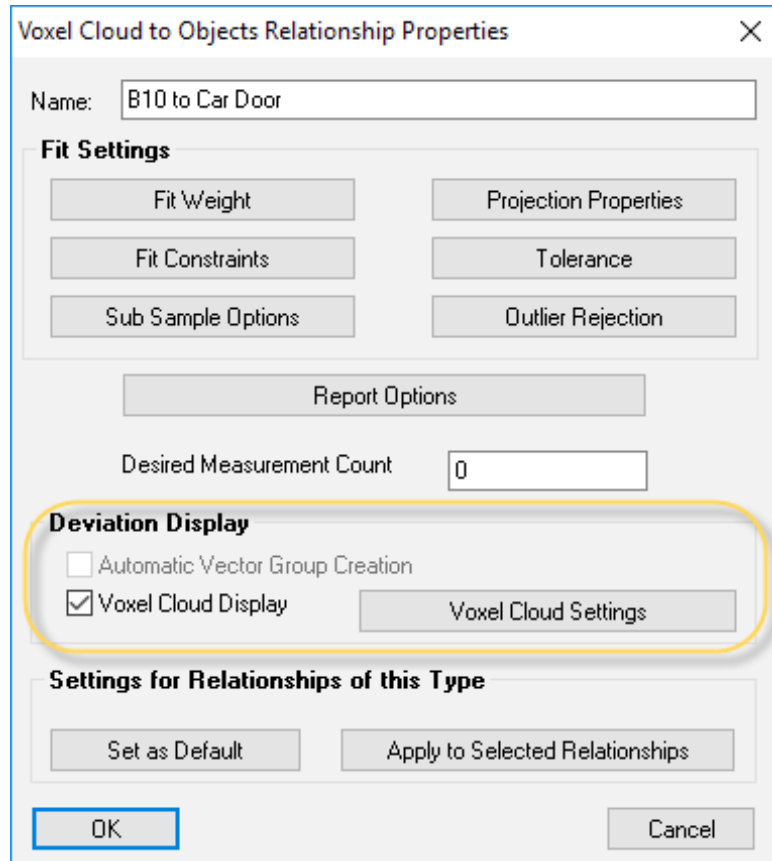 Voxel Cloud to Objects Relationship Properties
Name: B10 to Car Door
Fit Settings
Fit Weight Projection Properties
Fit Constraints Tolerance
Sub Sample Options Outlier Rejection
Report Options
Desired Measurement Count 0
Deviation Display
Automatic Vector Group Creation
Voxel Cloud Display Voxel Cloud Settings
Settings for Relationships of this Type
Set as Default Apply to Selected Relationships
OK Cancel